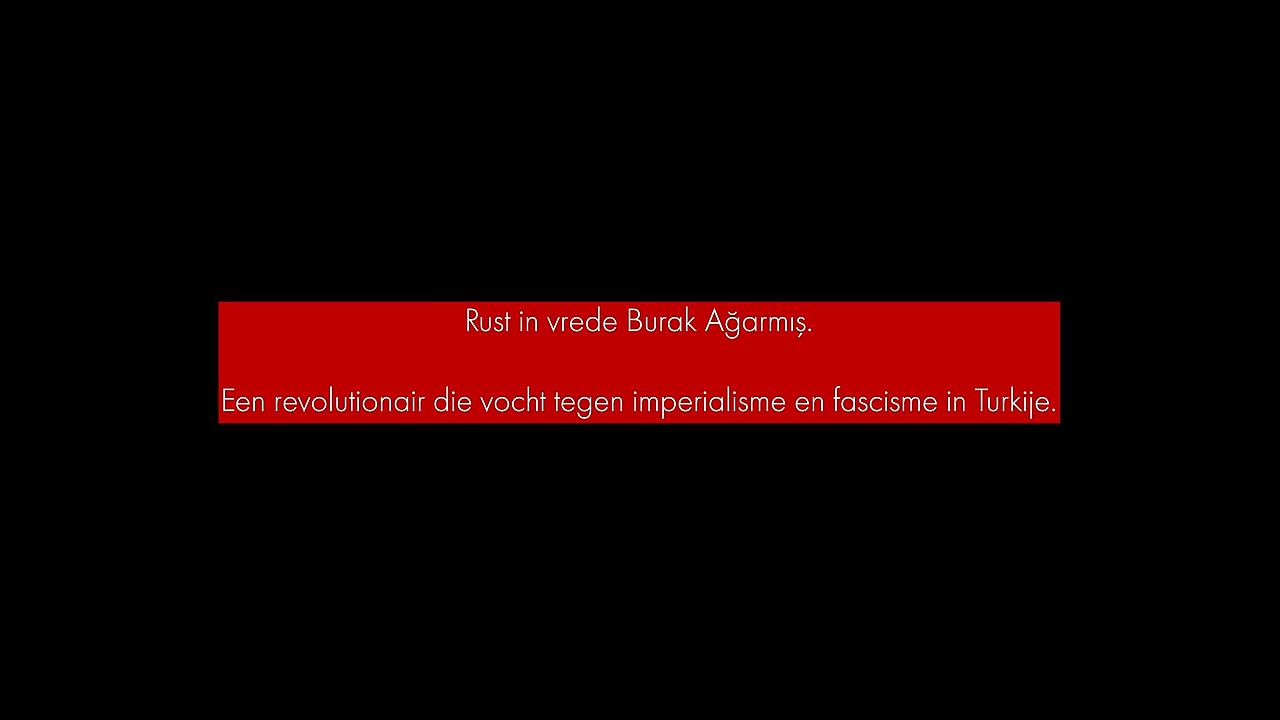 Rust in vrede Burak Ağarmış.
Een revolutionair die vocht tegen imperialisme en fascisme in Turkije.